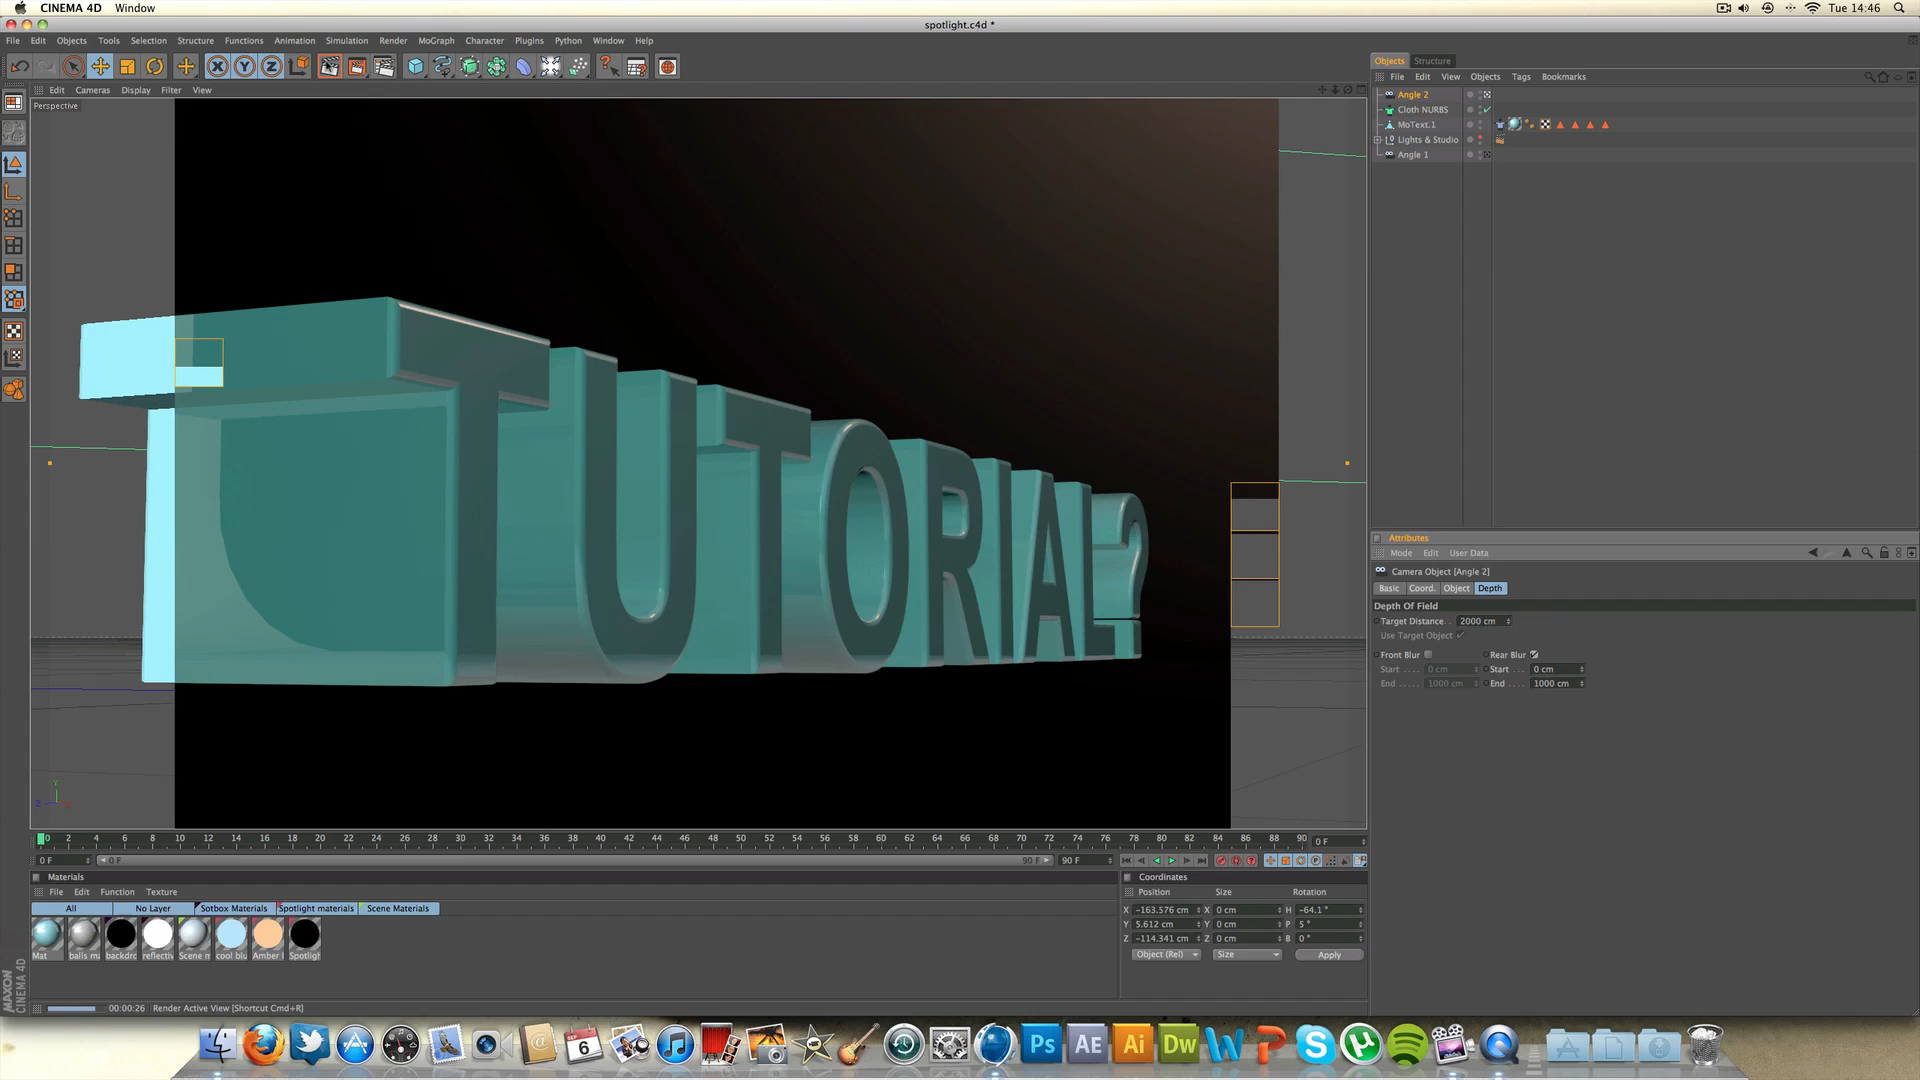 CINEMA 4D Window
Tue 14:46
spotlight.c4d *
File Edit Objects Tools Selection Structure Functions Animation Simulation Render MoGraph Character Plugins Python Window Help
X Y Z
Edit Cameras Display Filter View
Perspective
TUTORIAL?
Y
Z
0 2 4 6 8 10 12 14 16 18 20 22 24 26 28 30 32 34 36 38 40 42 44 46 48 50 52 54 56 58 60 62 64 66 68 70 72 74 76 78 80 82 84 86 88 90 0 F
0 F 0 F 90 F 90 F
Materials
File Edit Function Texture
All No Layer Sotbox Materials Spotlight materials Scene Materials
Mat balls m backdro reflectiv Scene m cool blu Amber l Spotligh
MAXON
CINEMA 4D
00:00:26 Render Active View [Shortcut Cmd+R]
Coordinates
Position Size Rotation
X -163.576 cm X 0 cm H -64.1 °
Y 5.612 cm Y 0 cm P 5 °
Z -114.341 cm Z 0 cm B 0 °
Object (Rel) Size Apply
Objects Structure
File Edit View Objects Tags Bookmarks
Angle 2
Cloth NURBS
MoText.1
Lights & Studio
Angle 1
Attributes
Mode Edit User Data
Camera Object [Angle 2]
Basic Coord. Object Depth
Depth Of Field
Target Distance. . 2000 cm
Use Target Object
Front Blur Rear Blur
Start . . . . 0 cm Start . . . . 0 cm
End . . . . . 1000 cm End . . . . 1000 cm
6
Ps AE Ai Dw W P S µ